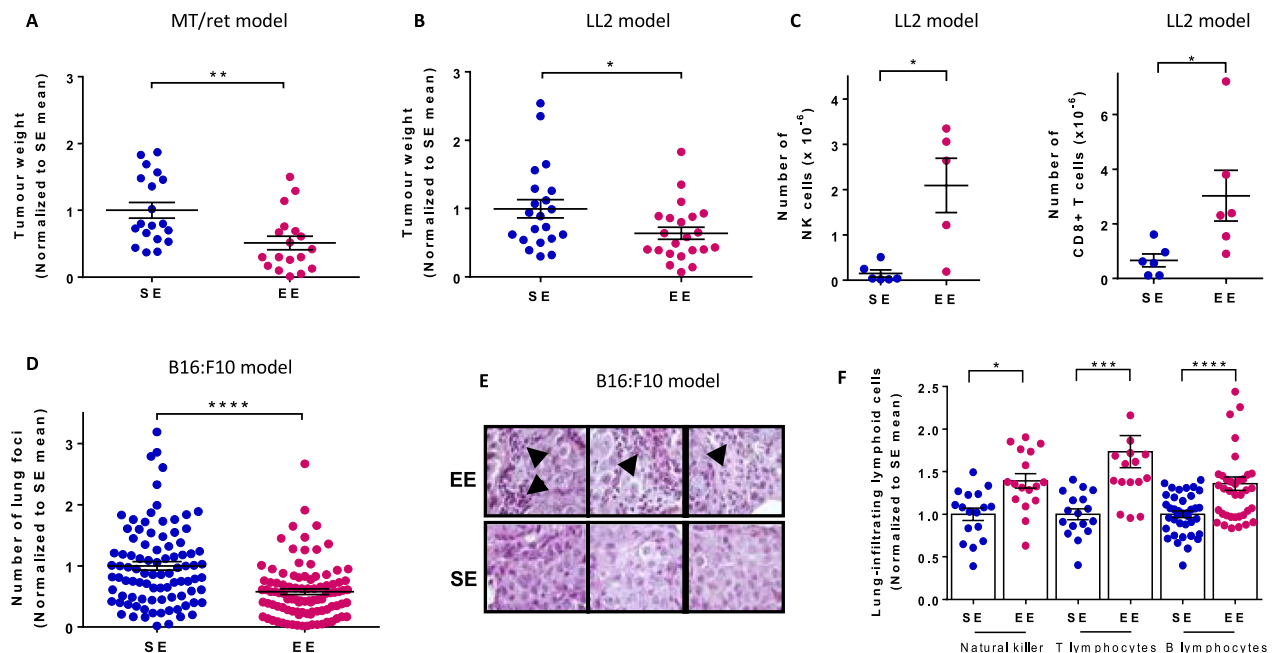 A
MT/ret model
Tumour weight
(Normalized to SE mean)
3
2
1
0
**
SE
EE
B
LL2 model
Tumour weight
(Normalized to SE mean)
3
2
1
0
*
SE
EE
C
LL2 model
Number of
NK cells (x 10-6)
4
3
2
1
0
*
SE
EE
LL2 model
Number of
CD8+ T cells (x10-6)
6
4
2
0
*
SE
EE
D
B16:F10 model
Number of lung foci
(Normalized to SE mean)
3
2
1
0
****
SE
EE
E
B16:F10 model
EE
SE
F
Lung-infiltrating lymphoid cells
(Normalized to SE mean)
2.5
2.0
1.5
1.0
0.5
0.0
*
***
****
SE
EE
SE
EE
SE
EE
Natural killer
T lymphocytes
B lymphocytes